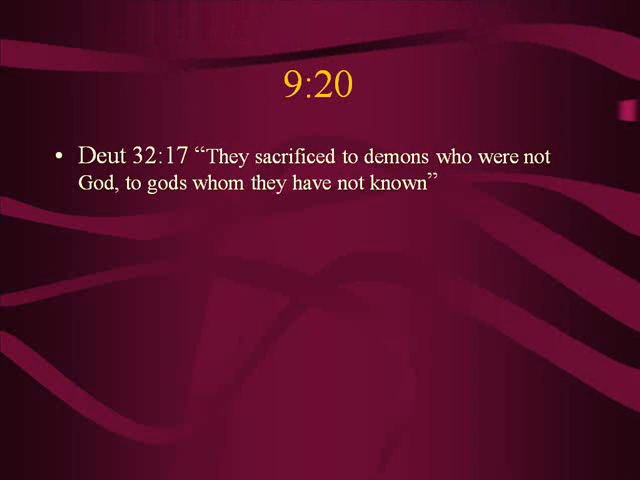 9:20
• Deut 32:17 “They sacrificed to demons who were not
God, to gods whom they have not known”